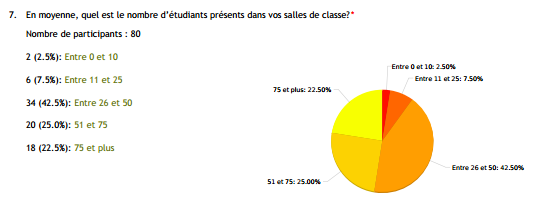 7. En moyenne, quel est le nombre d'étudiants présents dans vos salles de classe?*
Nombre de participants : 80
2 (2.5%): Entre 0 et 10
6 (7.5%): Entre 11 et 25
34 (42.5%): Entre 26 et 50
20 (25.0%): 51 et 75
18 (22.5%): 75 et plus
Entre 0 et 10: 2.50%
Entre 11 et 25: 7.50%
75 et plus: 22.50%
Entre 26 et 50: 42.50%
51 et 75: 25.00%